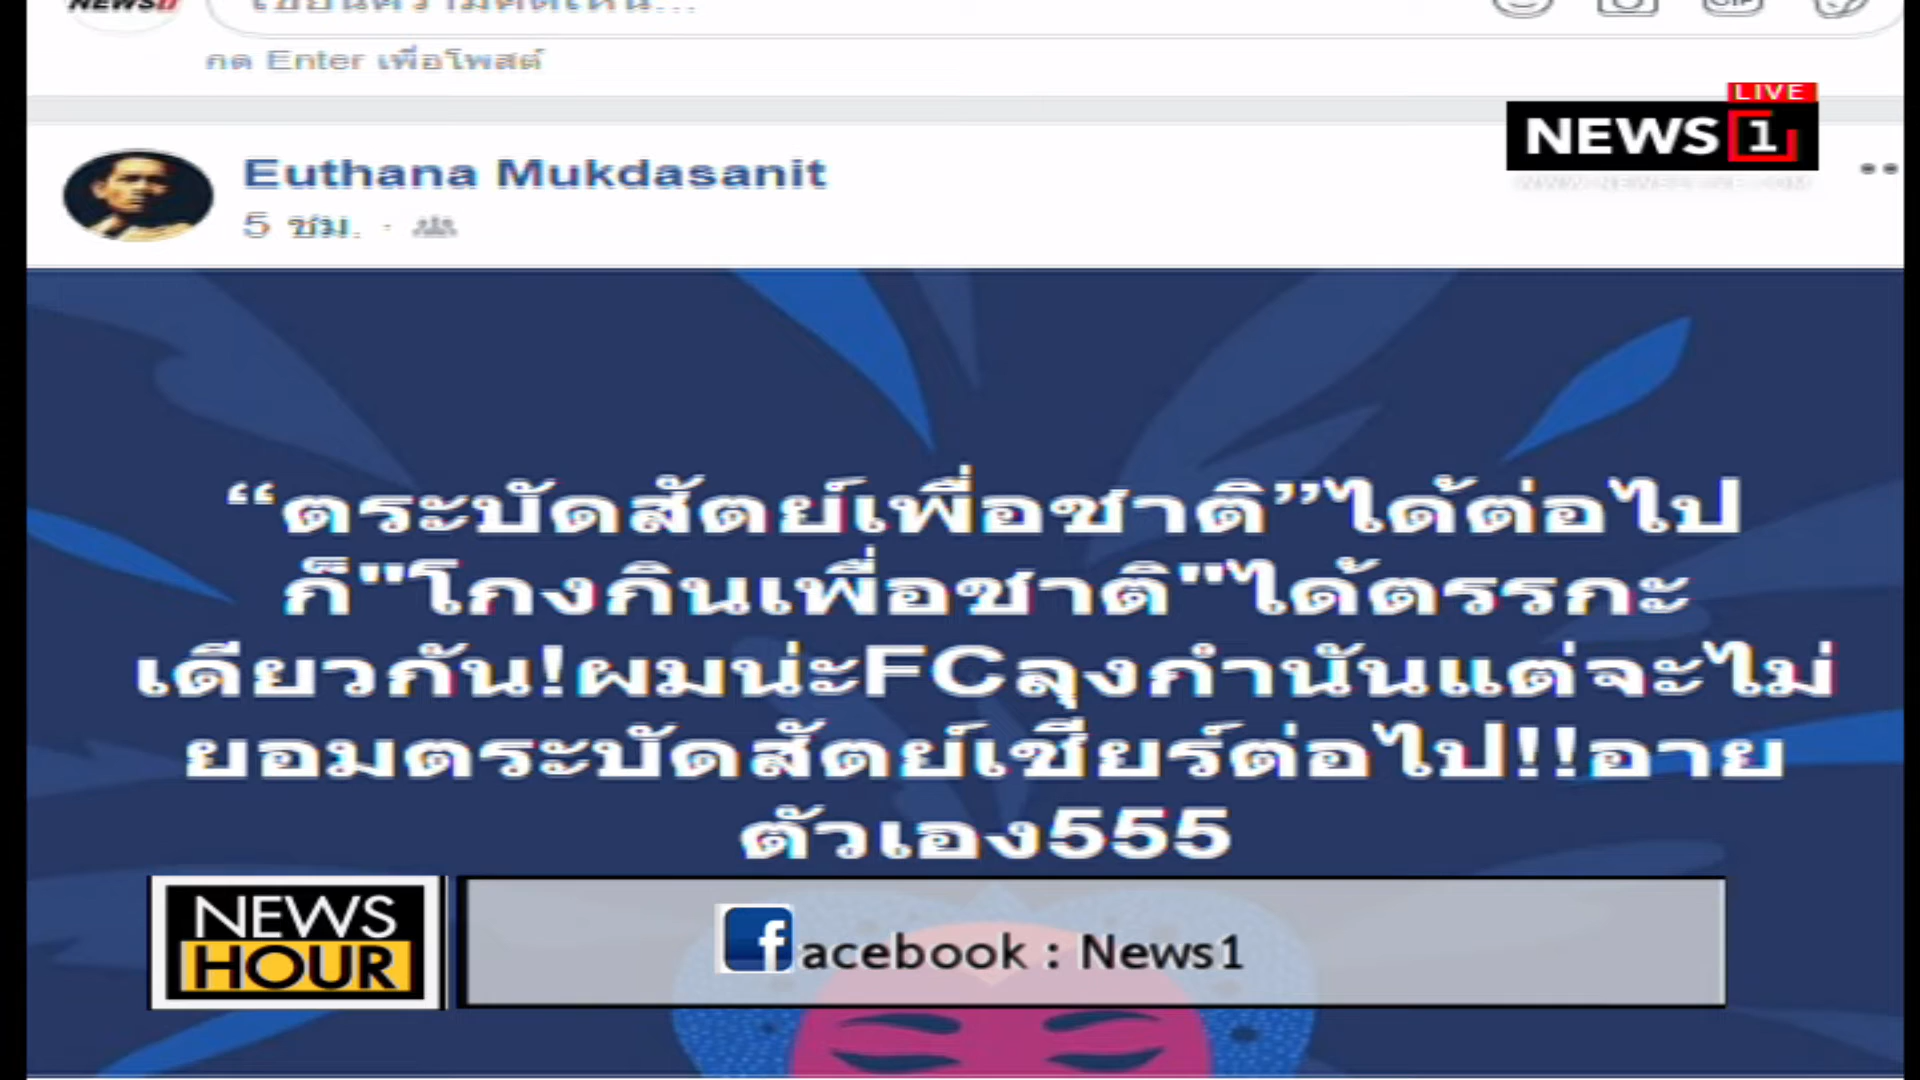 กด Enter เพื่อโพสต์
LIVE
NEWS 1
Euthana Mukdasanit
5 ชม.
“ตระบัดสัตย์เพื่อชาติ”ได้ต่อไป
ก็"โกงกินเพื่อชาติ"ได้ตรรกะ
เดียวกัน!ผมน่ะFCลุงกำนันแต่จะไม่
ยอมตระบัดสัตย์เชียร์ต่อไป!!อาย
ตัวเอง555
NEWS
HOUR
facebook : News1